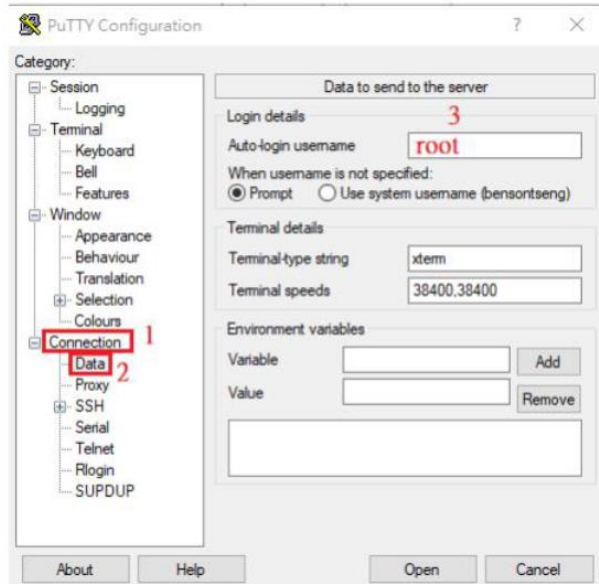 PuTTY Configuration
?
Category:
Session
Logging
Terminal
Keyboard
Bell
Features
Window
Appearance
Behaviour
Translation
Selection
Colours
Connection 1
Data 2
Proxy
SSH
Serial
Telnet
Rlogin
SUPDUP
Data to send to the server
Login details 3
Auto-login username root
When username is not specified:
Prompt Use system username (bensontseng)
Terminal details
Terminal-type string xterm
Terminal speeds 38400,38400
Environment variables
Variable Add
Value Remove
About Help Open Cancel